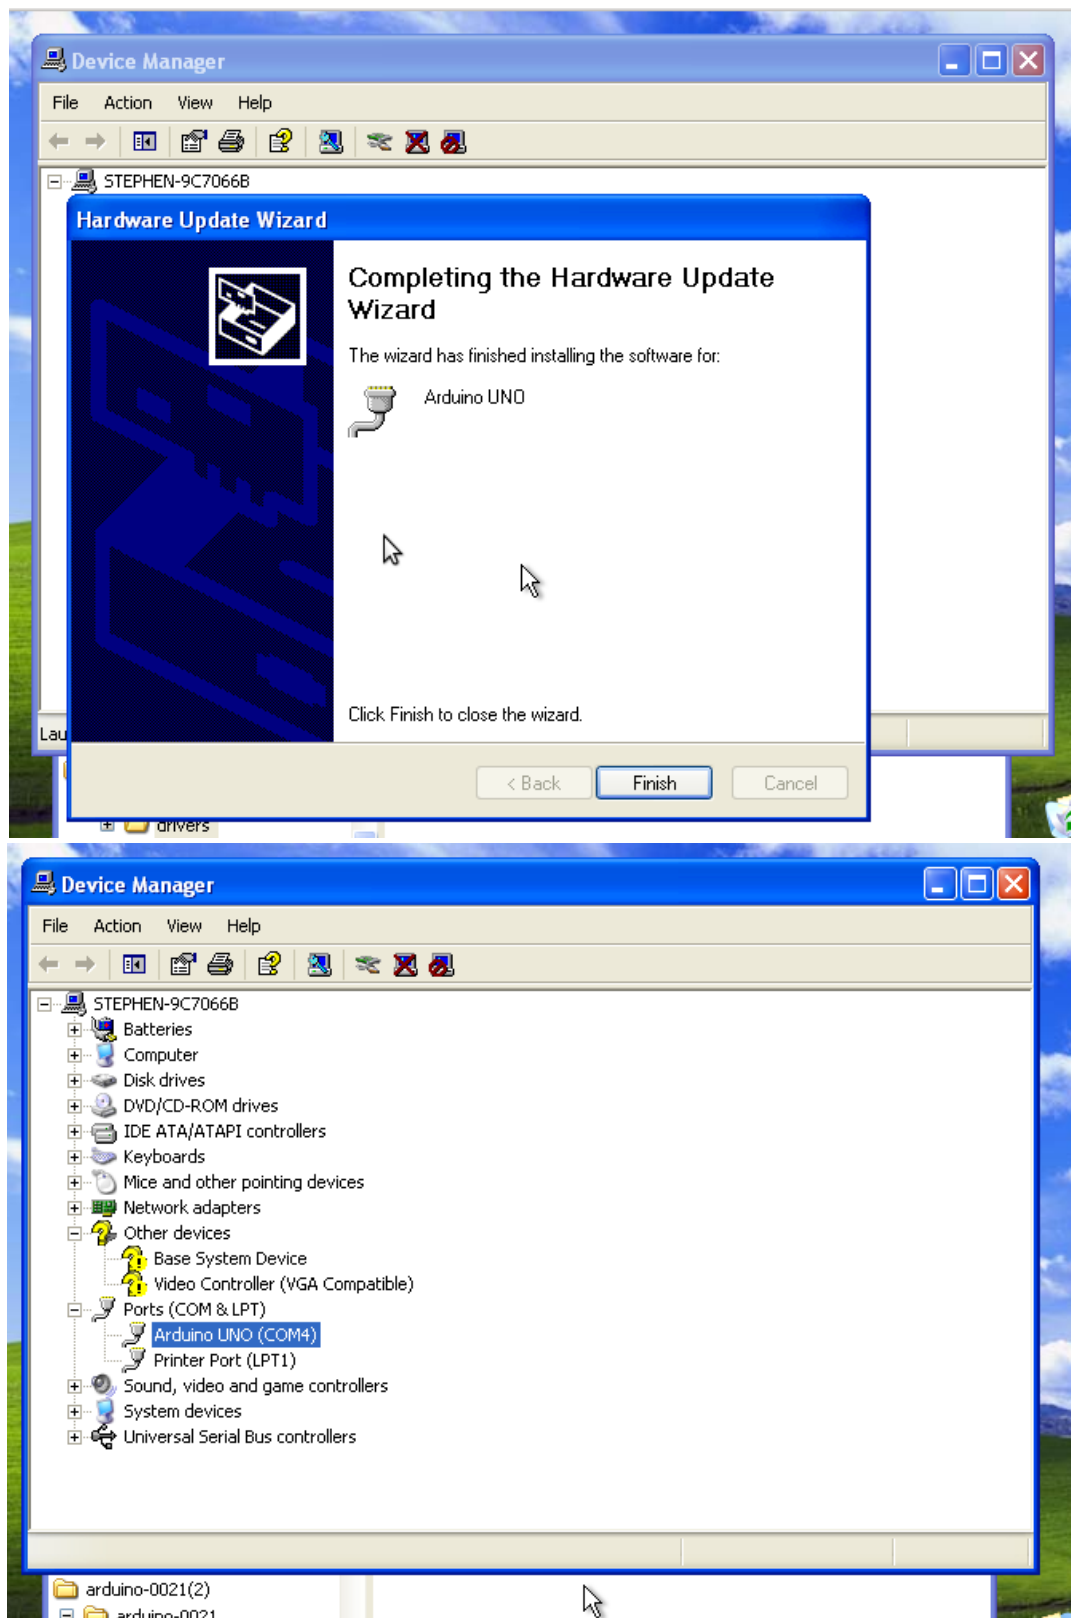 Device Manager
File Action View Help
STEPHEN-9C7066B
Hardware Update Wizard
Completing the Hardware Update
Wizard
The wizard has finished installing the software for:
Arduino UNO
Click Finish to close the wizard.
Lau
< Back Finish Cancel
drivers
Device Manager
File Action View Help
STEPHEN-9C7066B
Batteries
Computer
Disk drives
DVD/CD-ROM drives
IDE ATA/ATAPI controllers
Keyboards
Mice and other pointing devices
Network adapters
Other devices
Base System Device
Video Controller (VGA Compatible)
Ports (COM & LPT)
Arduino UNO (COM4)
Printer Port (LPT1)
Sound, video and game controllers
System devices
Universal Serial Bus controllers
arduino-0021(2)
arduino-0021